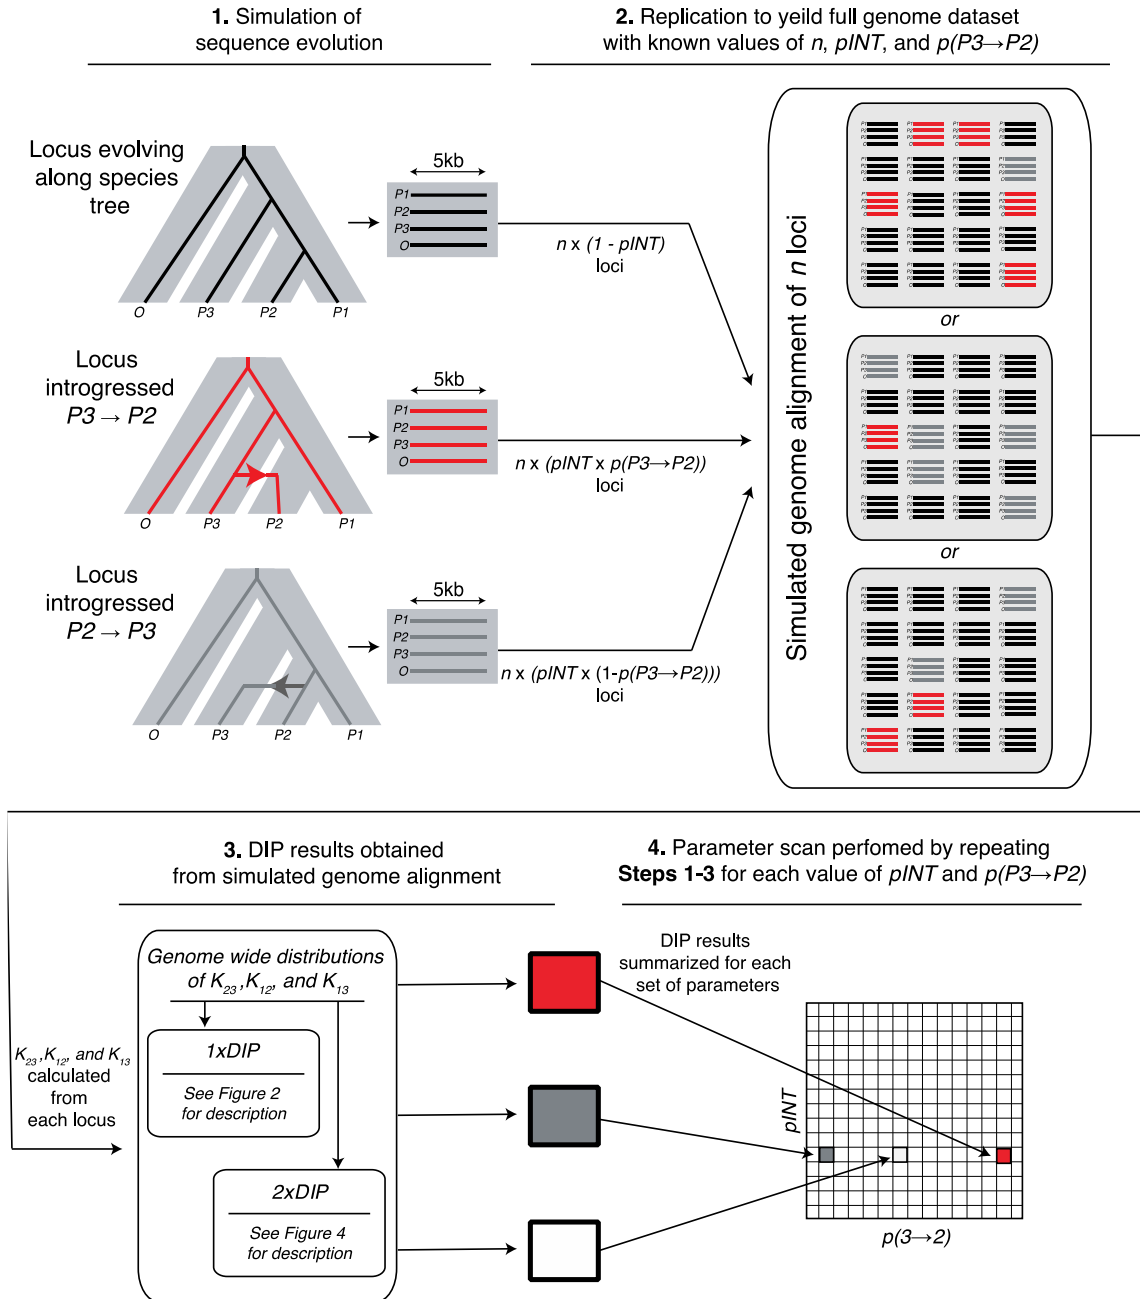 1. Simulation of
sequence evolution
2. Replication to yeild full genome dataset
with known values of n, pINT, and p(P3→P2)
Locus evolving
along species
tree
O P3 P2 P1
5kb
P1
P2
P3
O
n x (1 - pINT)
loci
Locus
introgressed
P3 → P2
O P3 P2 P1
5kb
P1
P2
P3
O
n x (pINT x p(P3→P2))
loci
Locus
introgressed
P2 → P3
O P3 P2 P1
5kb
P1
P2
P3
O
n x (pINT x (1-p(P3→P2)))
loci
Simulated genome alignment of n loci
or
or
3. DIP results obtained
from simulated genome alignment
4. Parameter scan perfomed by repeating
Steps 1-3 for each value of pINT and p(P3→P2)
K23,K12, and K13
calculated
from
each locus
Genome wide distributions
of K23,K12, and K13
1xDIP
See Figure 2
for description
2xDIP
See Figure 4
for description
DIP results
summarized for each
set of parameters
pINT
p(3→2)